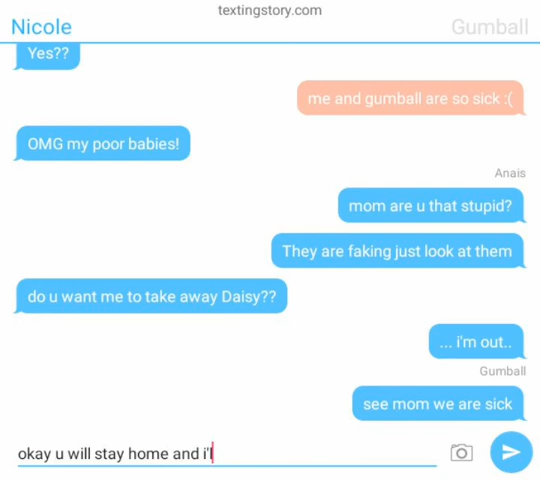 textingstory.com
Nicole
Gumball
Yes??
me and gumball are so sick :(
OMG my poor babies!
Anais
mom are u that stupid?
They are faking just look at them
do u want me to take away Daisy??
... i'm out..
Gumball
see mom we are sick
okay u will stay home and i'l